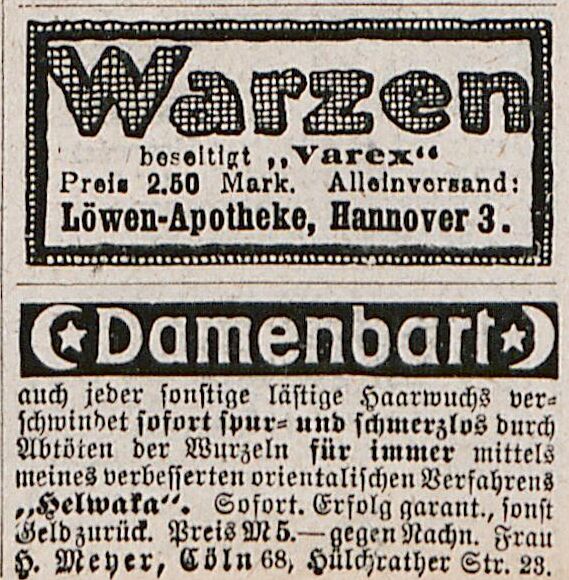 Warzen
beseitigt „Varex“
Preis 2.50 Mark. Alleinversand:
Löwen-Apotheke, Hannover 3.
Damenbart
auch jeder sonstige lästige Haarwuchs ver-
schwindet sofort spur- und schmerzlos durch
Abtöten der Wurzeln für immer mittels
meines verbesserten orientalischen Verfahrens
„Helwaka“. Sofort. Erfolg garant., sonst
Geld zurück. Preis M 5.— gegen Nachn. Frau
H. Meyer, Cöln 68, Hülchrather Str. 23.